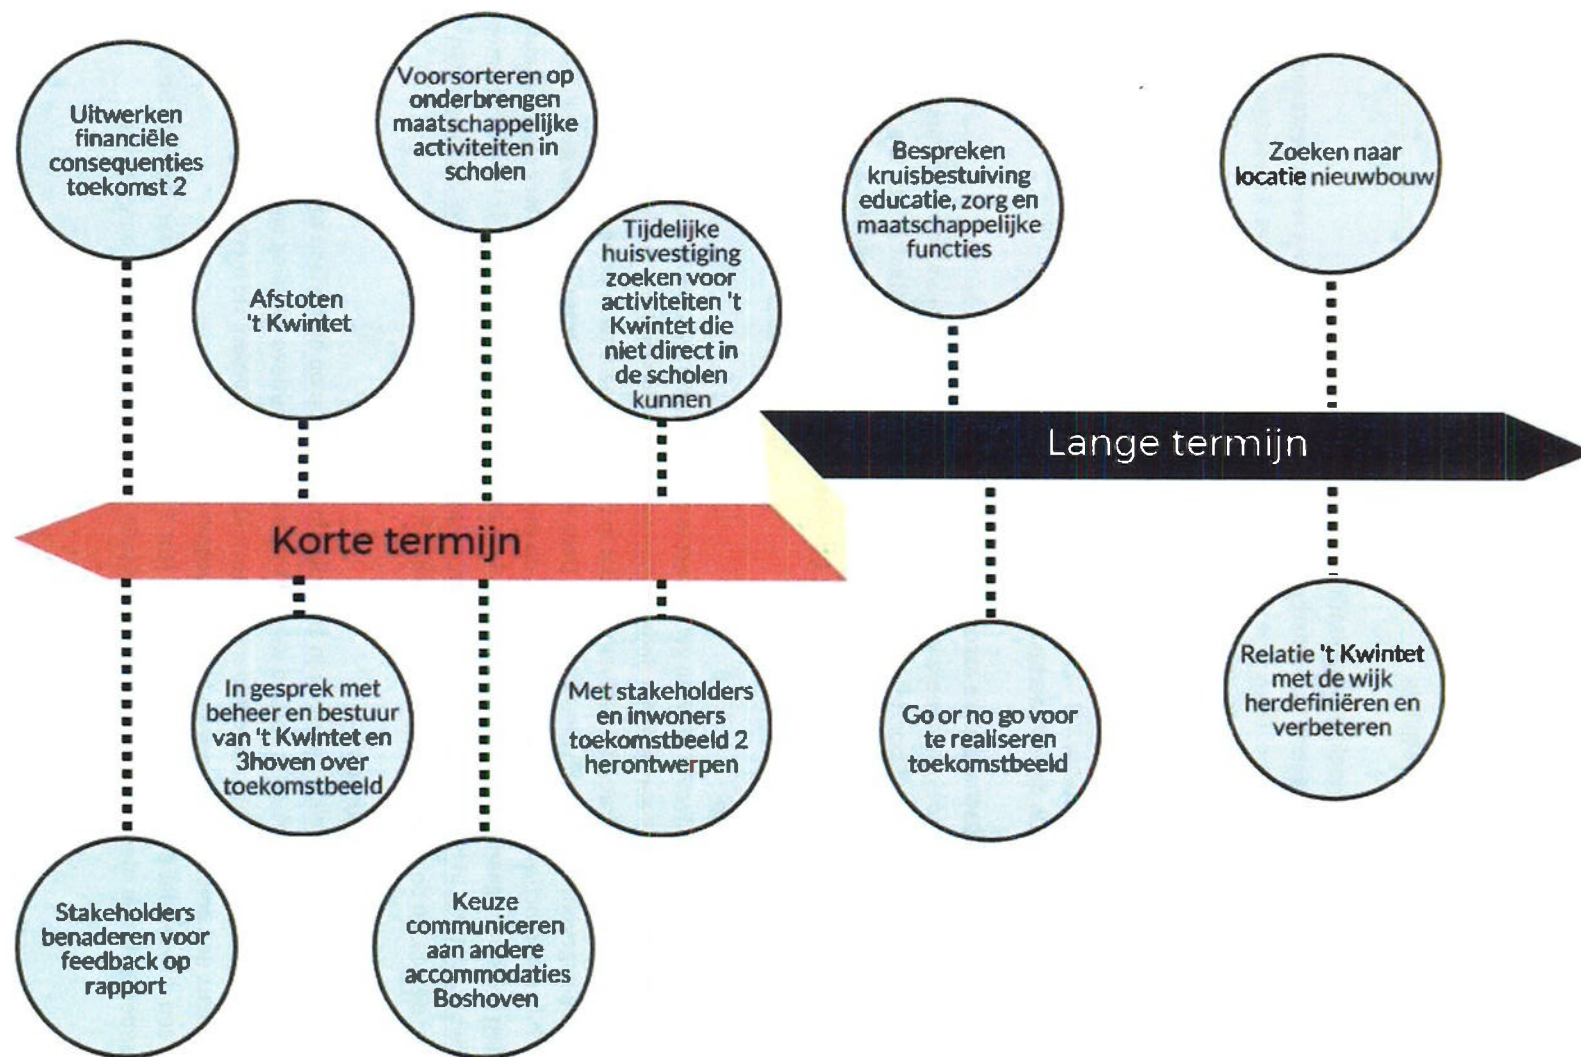 Uitwerken
financiële
consequenties
toekomst 2
Afstoten
't Kwintet
Voorsorteren op
onderbrengen
maatschappelijke
activiteiten in
scholen
Tijdelijke
huisvestiging
zoeken voor
activiteiten 't
Kwintet die
niet direct in
de scholen
kunnen
Bespreken
kruisbestuiving
educatie, zorg en
maatschappelijke
functies
Zoeken naar
locatie nieuwbouw
Lange termijn
Korte termijn
Stakeholders
benaderen voor
feedback op
rapport
In gesprek met
beheer en bestuur
van 't Kwintet en
3hoven over
toekomstbeeld
Keuze
communiceren
aan andere
accommodaties
Boshoven
Met stakeholders
en inwoners
toekomstbeeld 2
herontwerpen
Go or no go voor
te realiseren
toekomstbeeld
Relatie 't Kwintet
met de wijk
herdefiniëren en
verbeteren